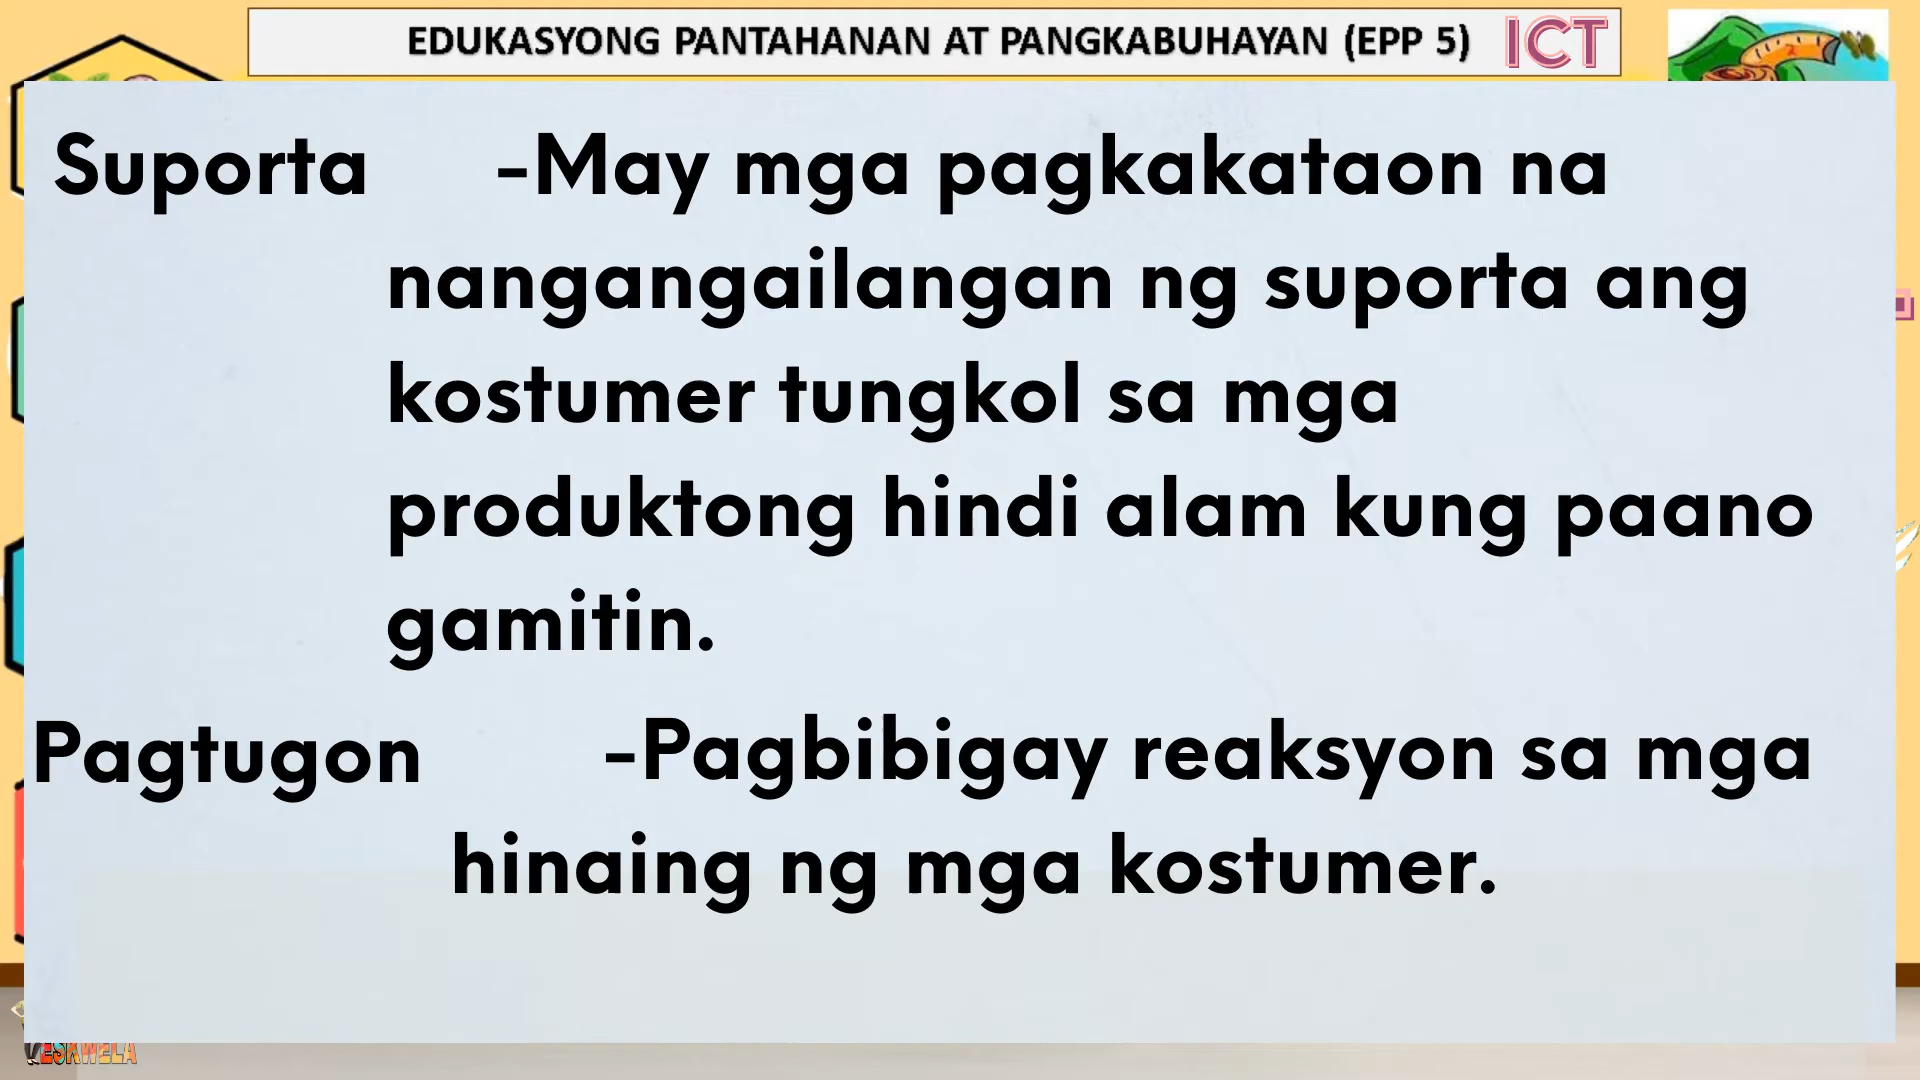 EDUKASYONG PANTAHANAN AT PANGKABUHAYAN (EPP 5) ICT
Suporta -May mga pagkakataon na
nangangailangan ng suporta ang
kostumer tungkol sa mga
produktong hindi alam kung paano
gamitin.
Pagtugon -Pagbibigay reaksyon sa mga
hinaing ng mga kostumer.
ESKWELA